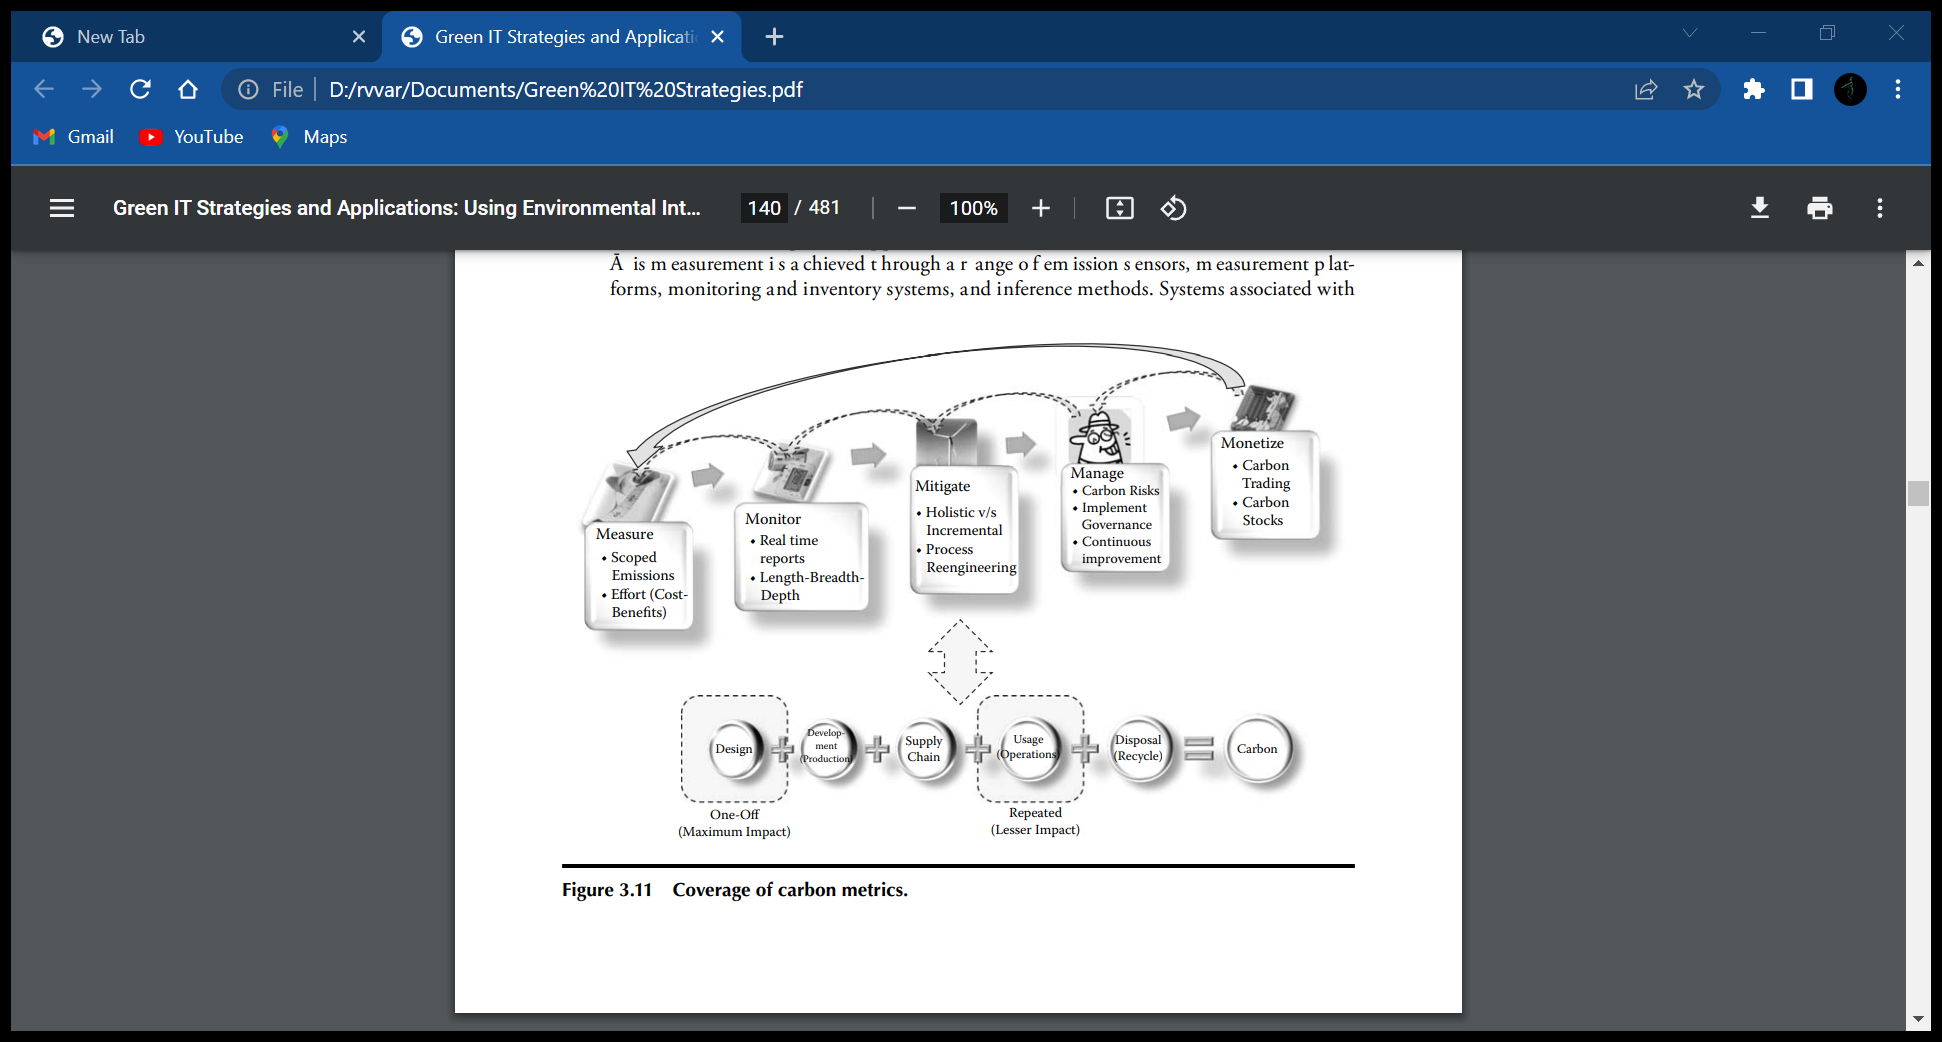 New Tab
Green IT Strategies and Applicati
File
D:/rvvar/Documents/Green%20IT%20Strategies.pdf
Gmail
YouTube
Maps
Green IT Strategies and Applications: Using Environmental Int...
140 / 481
100%
Ā is m easurement i s a chieved t hrough a r ange o f em ission s ensors, m easurement p lat-
forms, monitoring and inventory systems, and inference methods. Systems associated with
Measure
• Scoped
Emissions
• Effort (Cost-
Benefits)
Monitor
• Real time
reports
• Length-Breadth-
Depth
Mitigate
• Holistic v/s
Incremental
• Process
Reengineering
Manage
• Carbon Risks
• Implement
Governance
• Continuous
improvement
Monetize
• Carbon
Trading
• Carbon
Stocks
Design
+
Develop-
ment
(Production)
+
Supply
Chain
+
Usage
(Operations)
+
Disposal
(Recycle)
=
Carbon
One-Off
(Maximum Impact)
Repeated
(Lesser Impact)
Figure 3.11 Coverage of carbon metrics.